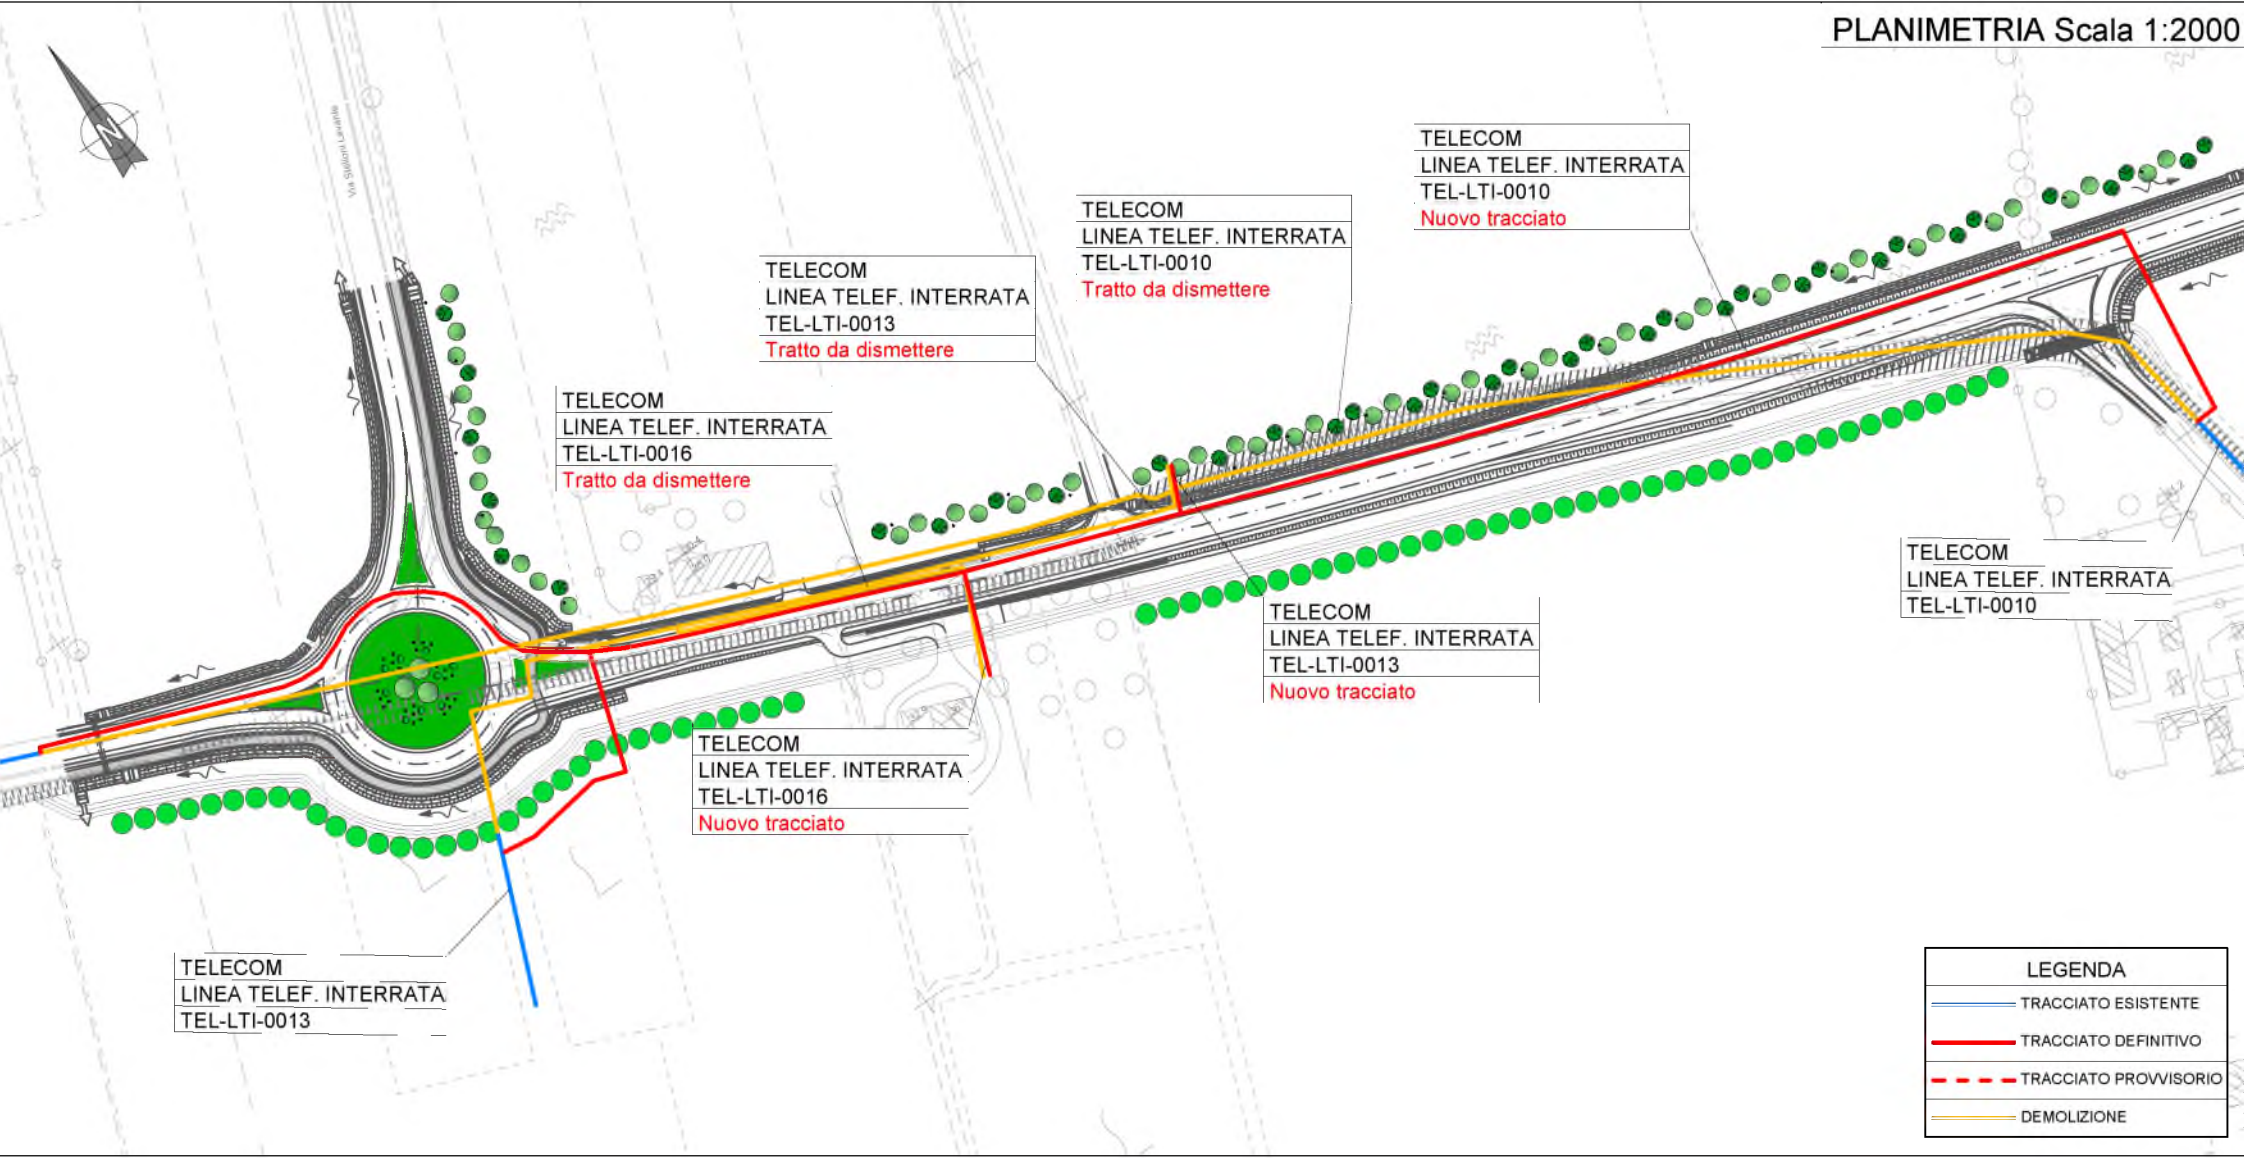 PLANIMETRIA Scala 1:2000
N
Via Stelloni Levante
TELECOM
LINEA TELEF. INTERRATA
TEL-LTI-0010
Nuovo tracciato
TELECOM
LINEA TELEF. INTERRATA
TEL-LTI-0010
Tratto da dismettere
TELECOM
LINEA TELEF. INTERRATA
TEL-LTI-0013
Tratto da dismettere
TELECOM
LINEA TELEF. INTERRATA
TEL-LTI-0016
Tratto da dismettere
TELECOM
LINEA TELEF. INTERRATA
TEL-LTI-0010
TELECOM
LINEA TELEF. INTERRATA
TEL-LTI-0013
Nuovo tracciato
TELECOM
LINEA TELEF. INTERRATA
TEL-LTI-0016
Nuovo tracciato
TELECOM
LINEA TELEF. INTERRATA
TEL-LTI-0013
LEGENDA
TRACCIATO ESISTENTE
TRACCIATO DEFINITIVO
TRACCIATO PROVVISORIO
DEMOLIZIONE